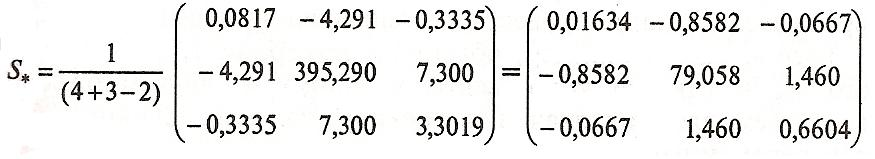 S* = 1/(4+3−2) (0,0817 −4,291 −0,3335; −4,291 395,290 7,300; −0,3335 7,300 3,3019) = (0,01634 −0,8582 −0,0667; −0,8582 79,058 1,460; −0,0667 1,460 0,6604)